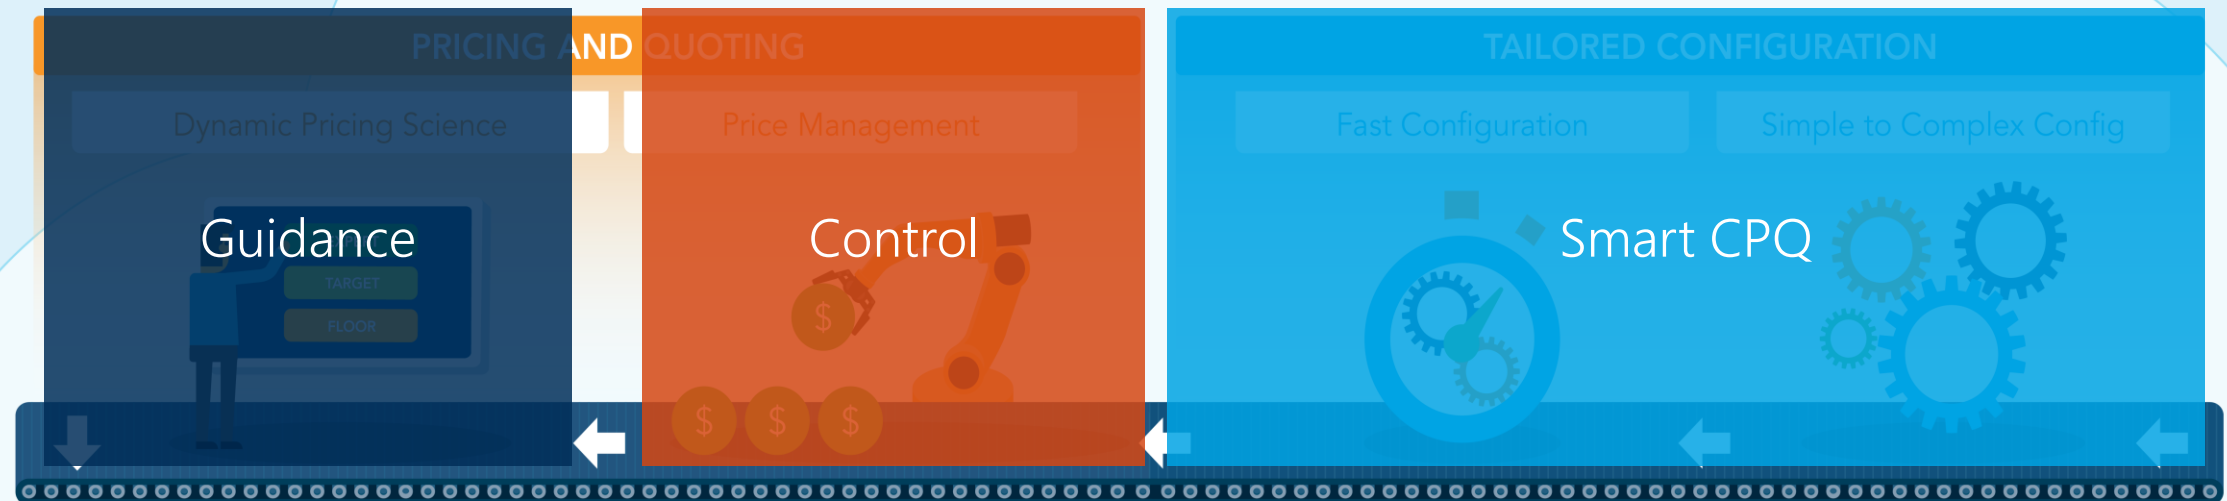 PRICING AND QUOTING
TAILORED CONFIGURATION
Dynamic Pricing Science
Price Management
Fast Configuration
Simple to Complex Config
Guidance
Control
Smart CPQ
TARGET
FLOOR
$
$ $ $